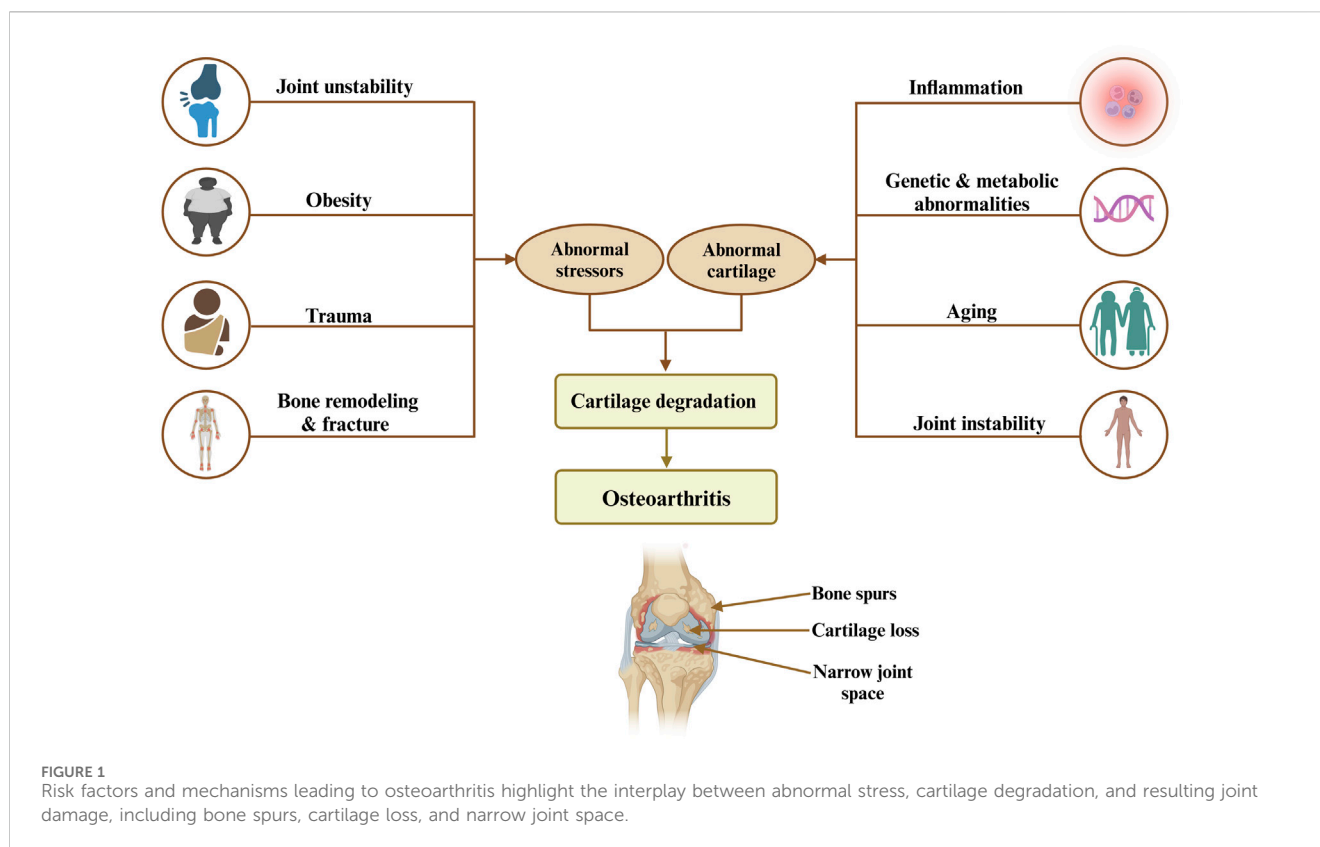 Joint unstability
Obesity
Trauma
Bone remodeling
& fracture
Abnormal
stressors
Abnormal
cartilage
Inflammation
Genetic & metabolic
abnormalities
Aging
Joint instability
Cartilage degradation
Osteoarthritis
Bone spurs
Cartilage loss
Narrow joint
space
FIGURE 1
Risk factors and mechanisms leading to osteoarthritis highlight the interplay between abnormal stress, cartilage degradation, and resulting joint
damage, including bone spurs, cartilage loss, and narrow joint space.